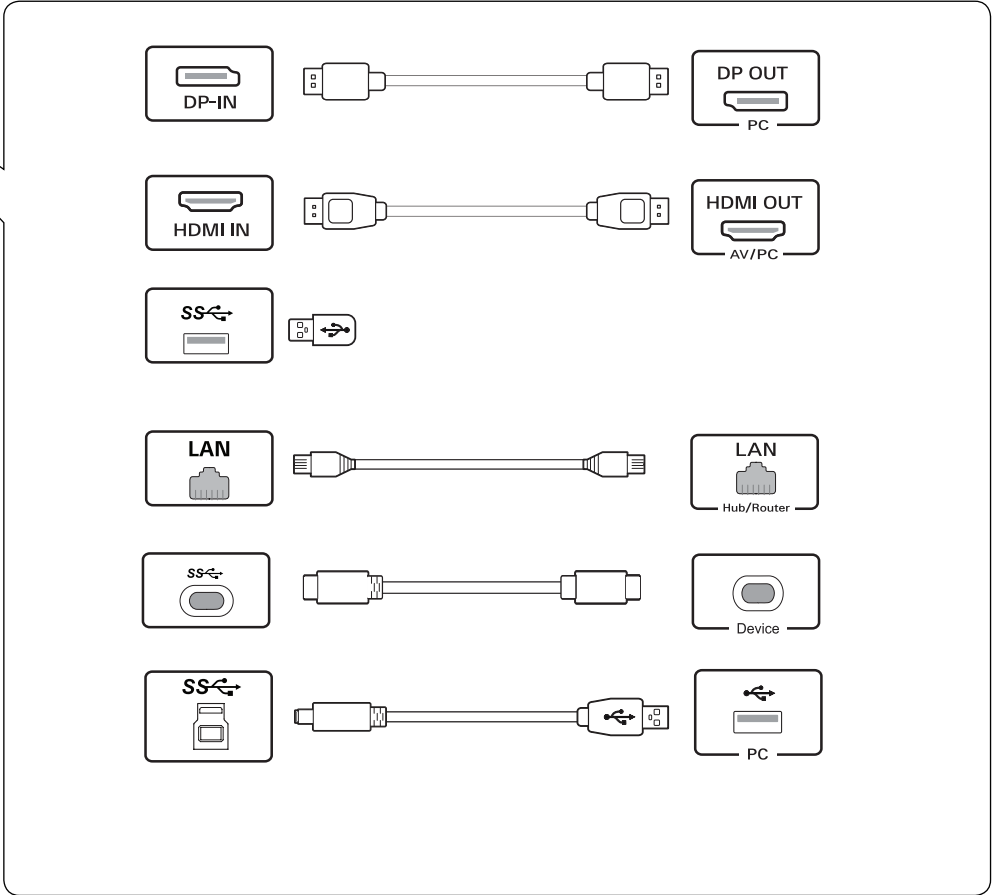 DP-IN
DP OUT
PC
HDMI IN
HDMI OUT
AV/PC
SS
LAN
LAN
Hub/Router
SS
Device
SS
PC